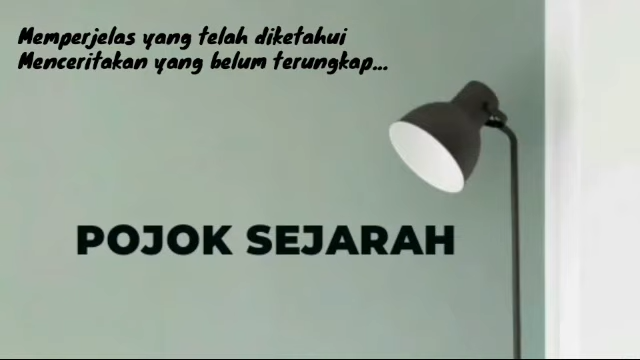 Memperjelas yang telah diketahui
Menceritakan yang belum terungkap...
POJOK SEJARAH